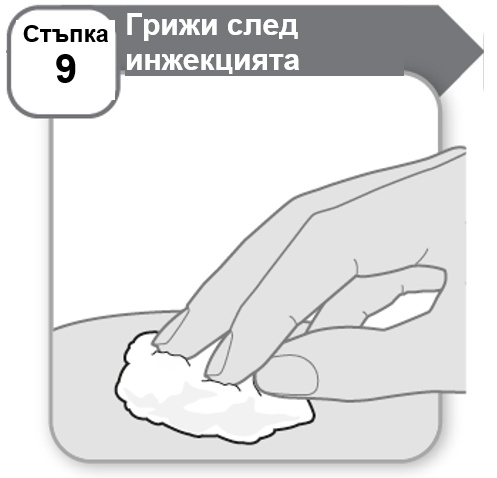 Стъпка
9
Грижи след
инжекцията